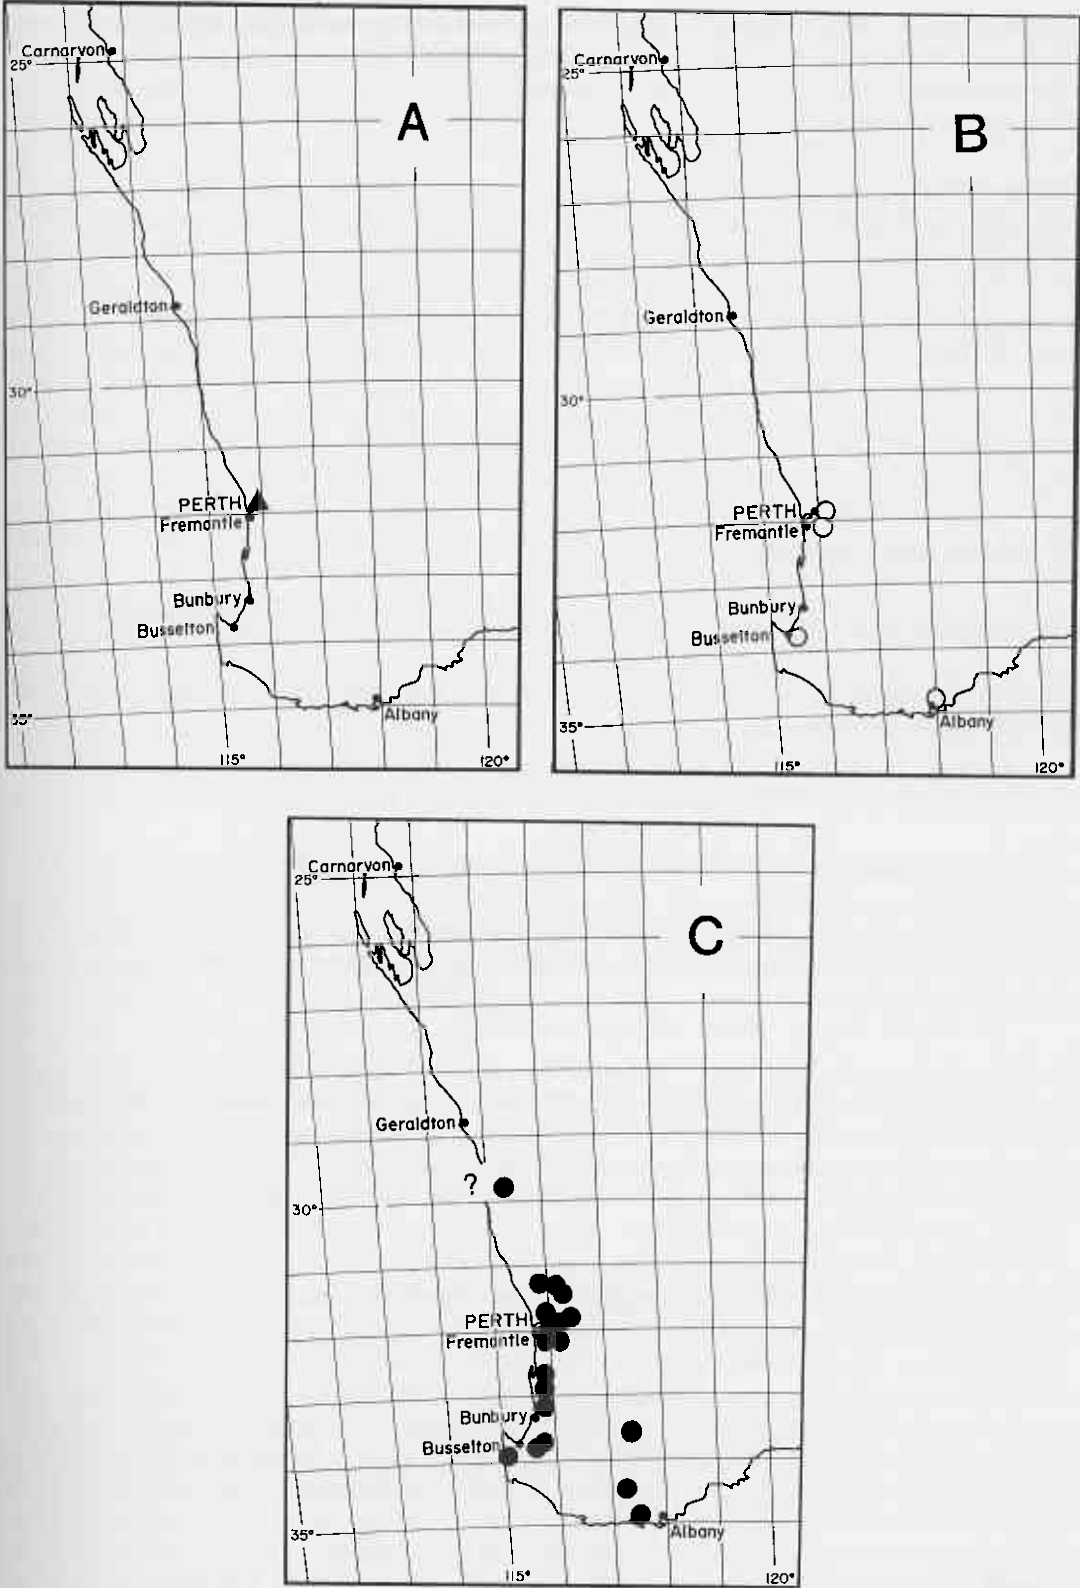 Carnarvon
25°
A
Geraldton
30°
PERTH
Fremantle
Bunbury
Busselton
35°
Albany
115°
120°
Carnarvon
25°
B
Geraldton
30°
PERTH
Fremantle
Bunbury
Busselton
35°
Albany
115°
120°
Carnarvon
25°
C
Geraldton
?
30°
PERTH
Fremantle
Bunbury
Busselton
35°
Albany
115°
120°